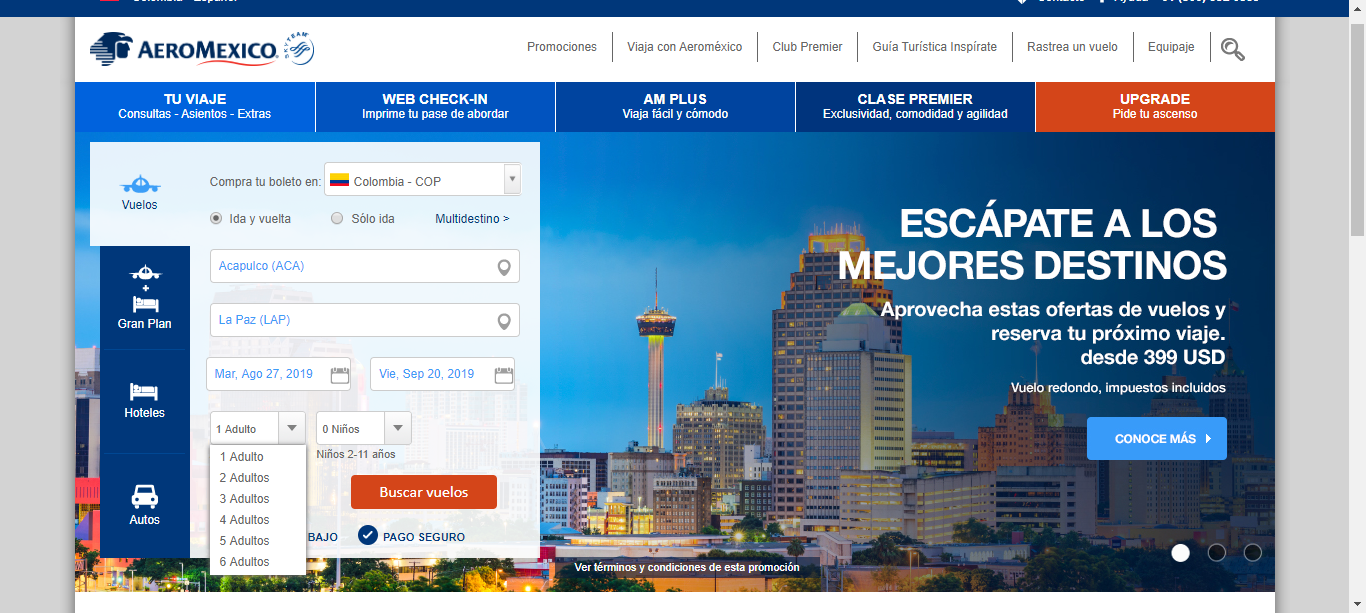 AEROMEXICO.
SKYTEAM
Promociones
Viaja con Aeroméxico
Club Premier
Guía Turística Inspírate
Rastrea un vuelo
Equipaje
TU VIAJE
Consultas - Asientos - Extras
WEB CHECK-IN
Imprime tu pase de abordar
AM PLUS
Viaja fácil y cómodo
CLASE PREMIER
Exclusividad, comodidad y agilidad
UPGRADE
Pide tu ascenso
Vuelos
+
Gran Plan
Hoteles
Autos
Compra tu boleto en:
Colombia - COP
Ida y vuelta
Sólo ida
Multidestino >
Acapulco (ACA)
La Paz (LAP)
Mar, Ago 27, 2019
Vie, Sep 20, 2019
1 Adulto
0 Niños
Niños 2-11 años
1 Adulto
2 Adultos
3 Adultos
4 Adultos
5 Adultos
6 Adultos
Buscar vuelos
BAJO
PAGO SEGURO
ESCÁPATE A LOS
MEJORES DESTINOS
Aprovecha estas ofertas de vuelos y
reserva tu próximo viaje.
desde 399 USD
Vuelo redondo, impuestos incluidos
CONOCE MÁS
Ver términos y condiciones de esta promoción